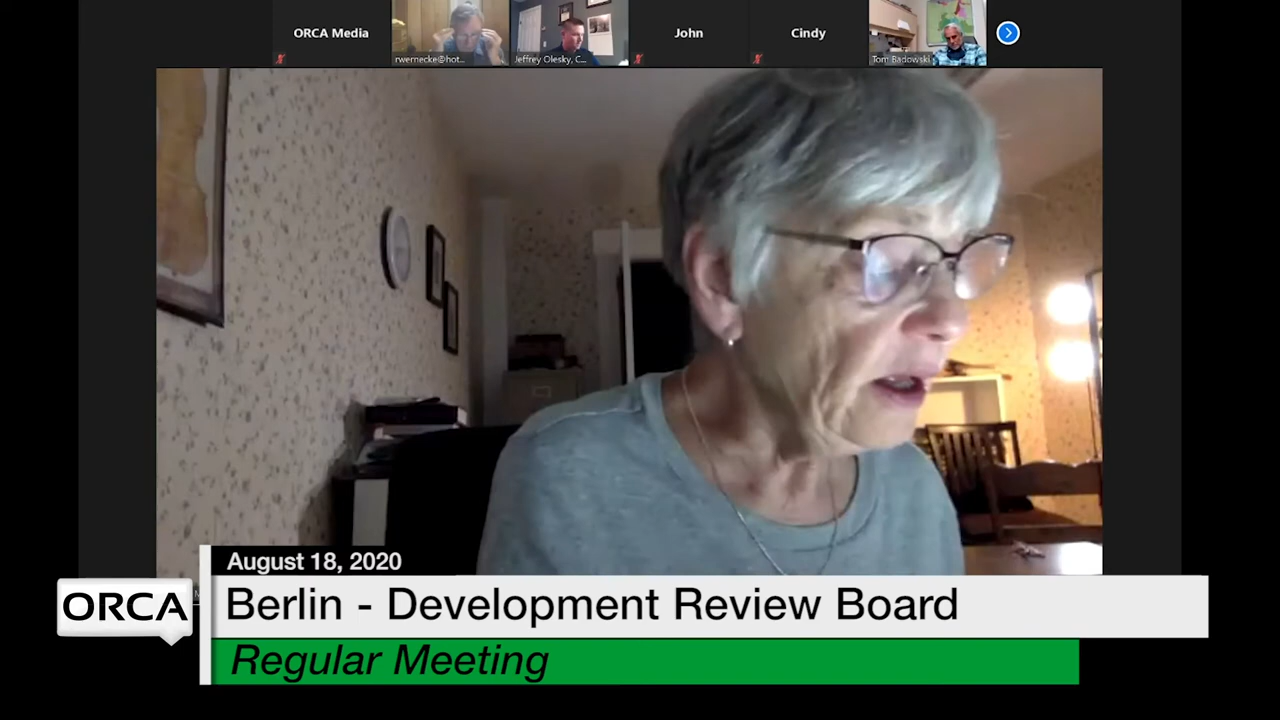 ORCA Media
John
Cindy
rwernecke@hot...
Jeffrey Olesky, C...
Tom Badowski
August 18, 2020
ORCA
Berlin - Development Review Board
Regular Meeting